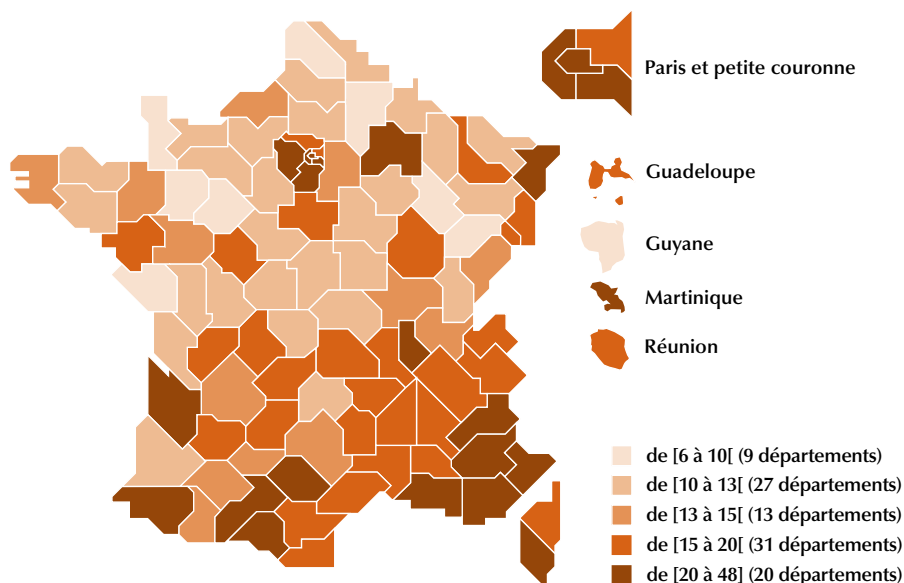 Paris et petite couronne
Guadeloupe
Guyane
Martinique
Réunion
de [6 à 10[ (9 départements)
de [10 à 13[ (27 départements)
de [13 à 15[ (13 départements)
de [15 à 20[ (31 départements)
de [20 à 48] (20 départements)